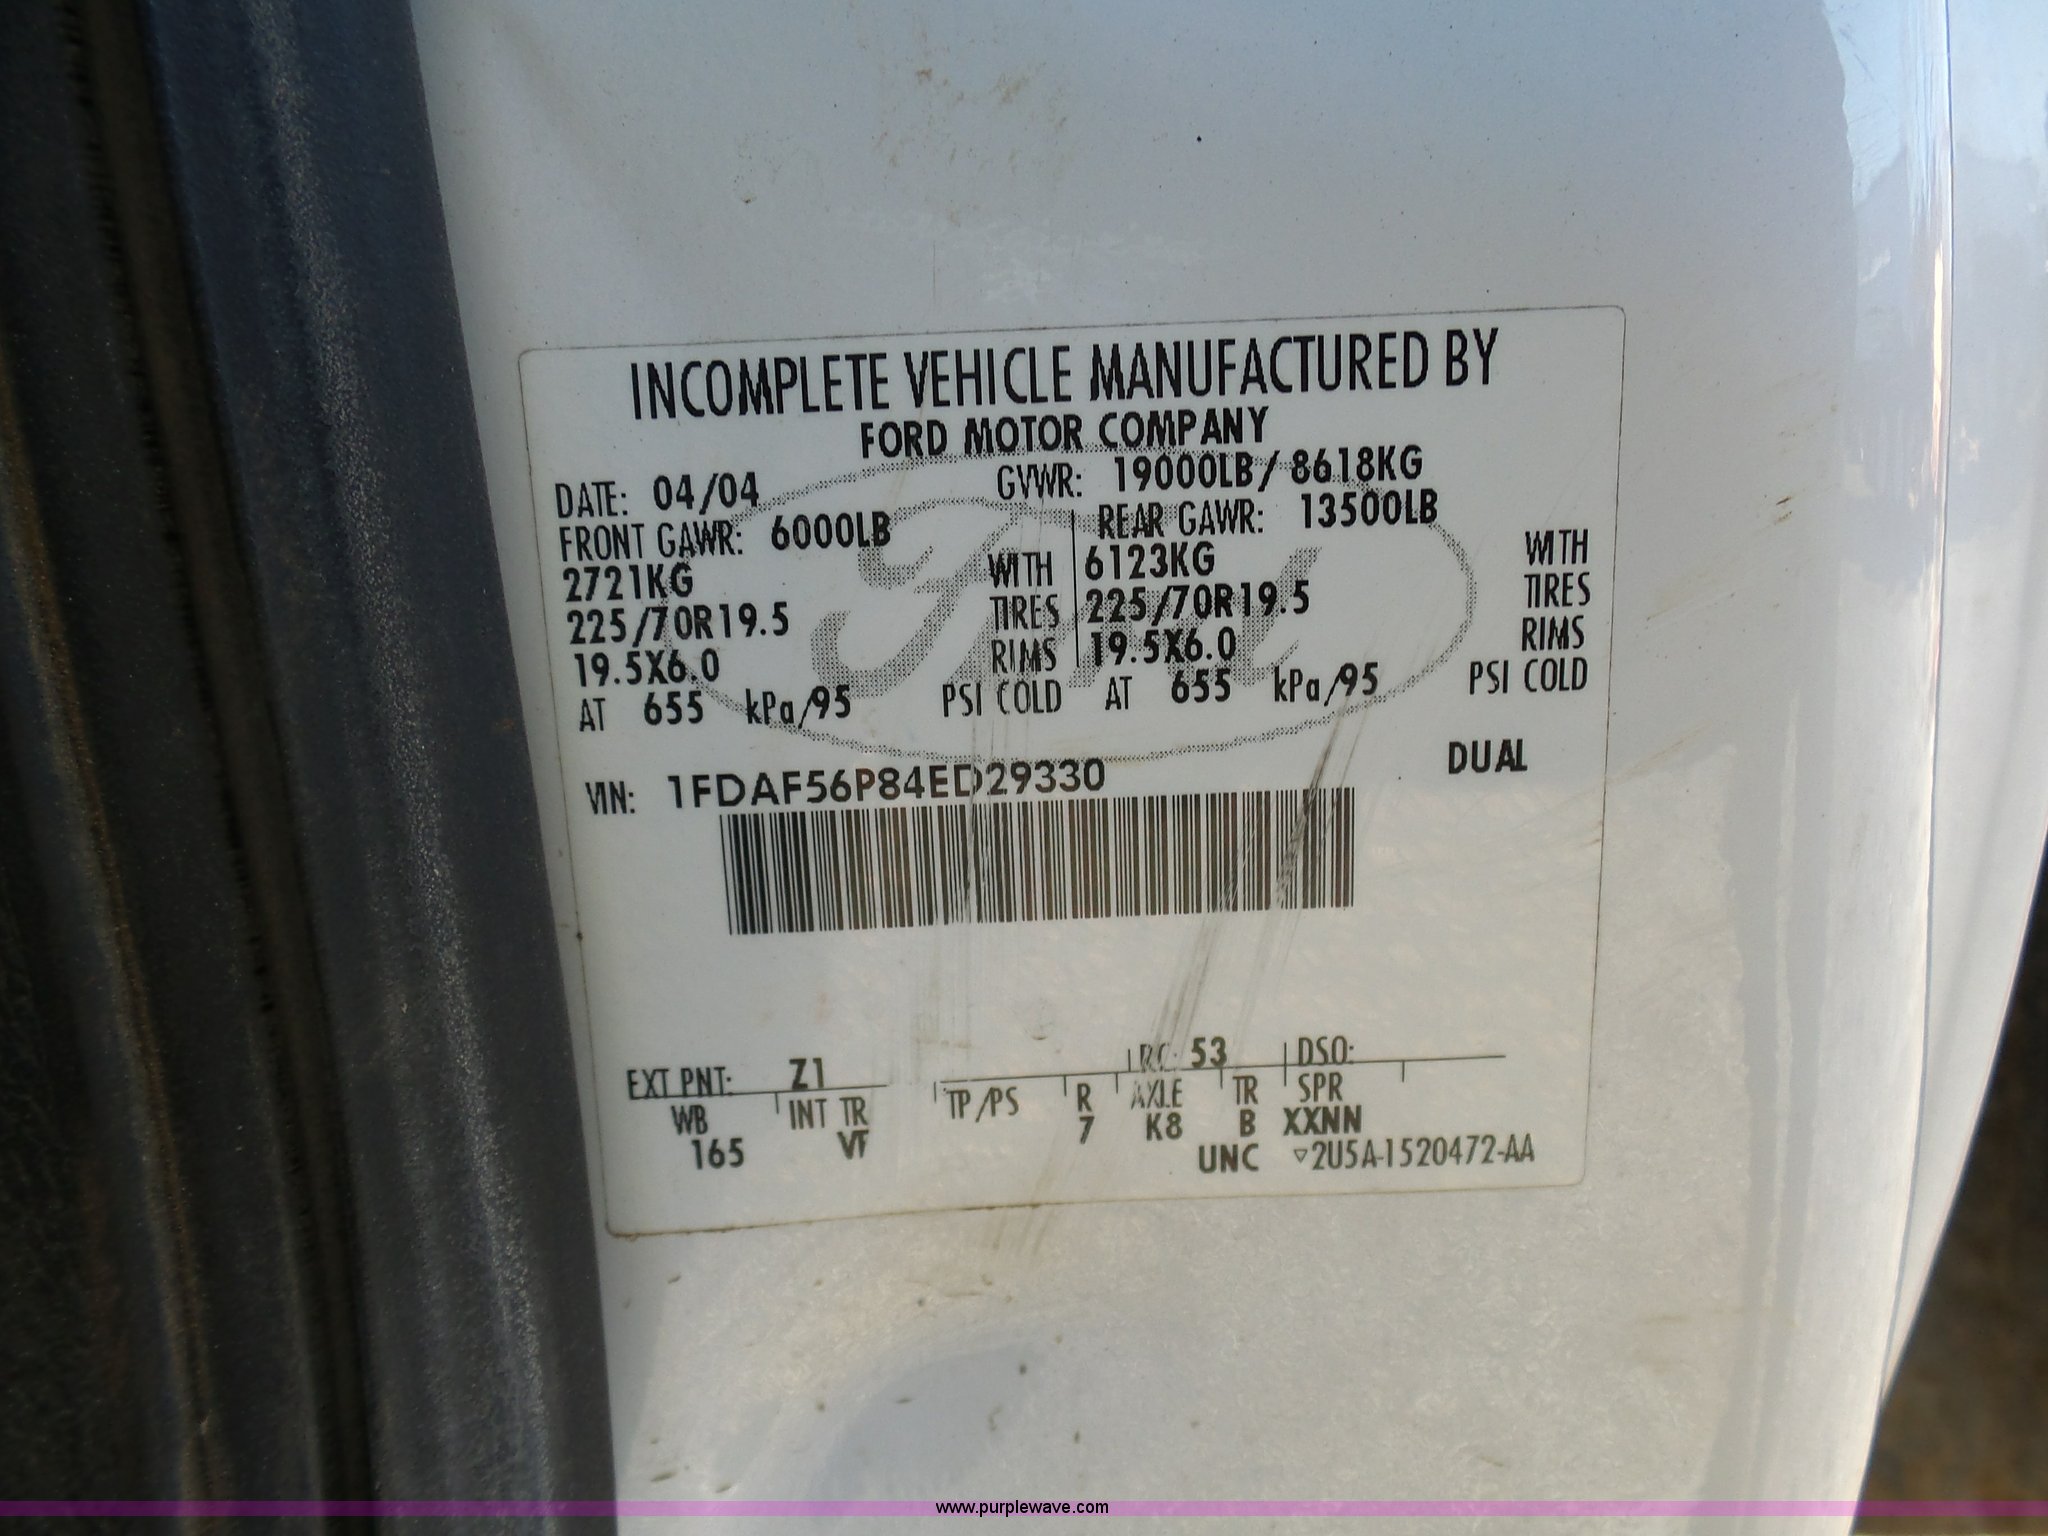 INCOMPLETE VEHICLE MANUFACTURED BY
FORD MOTOR COMPANY
DATE: 04/04 GVWR: 19000LB / 8618KG
FRONT GAWR: 6000LB REAR GAWR: 13500LB
2721KG WITH 6123KG WITH
225/70R19.5 TIRES 225/70R19.5 TIRES
19.5X6.0 RIMS 19.5X6.0 RIMS
AT 655 kPa/95 PSI COLD AT 655 kPa/95 PSI COLD
Ford
VIN: 1FDAF56P84ED29330 DUAL
EXT PNT: Z1 RC: 53 DSO:
WB INT TR TP/PS R AXLE TR SPR
165 VF 7 K8 B XXNN
UNC ▽2U5A-1520472-AA
www.purplewave.com